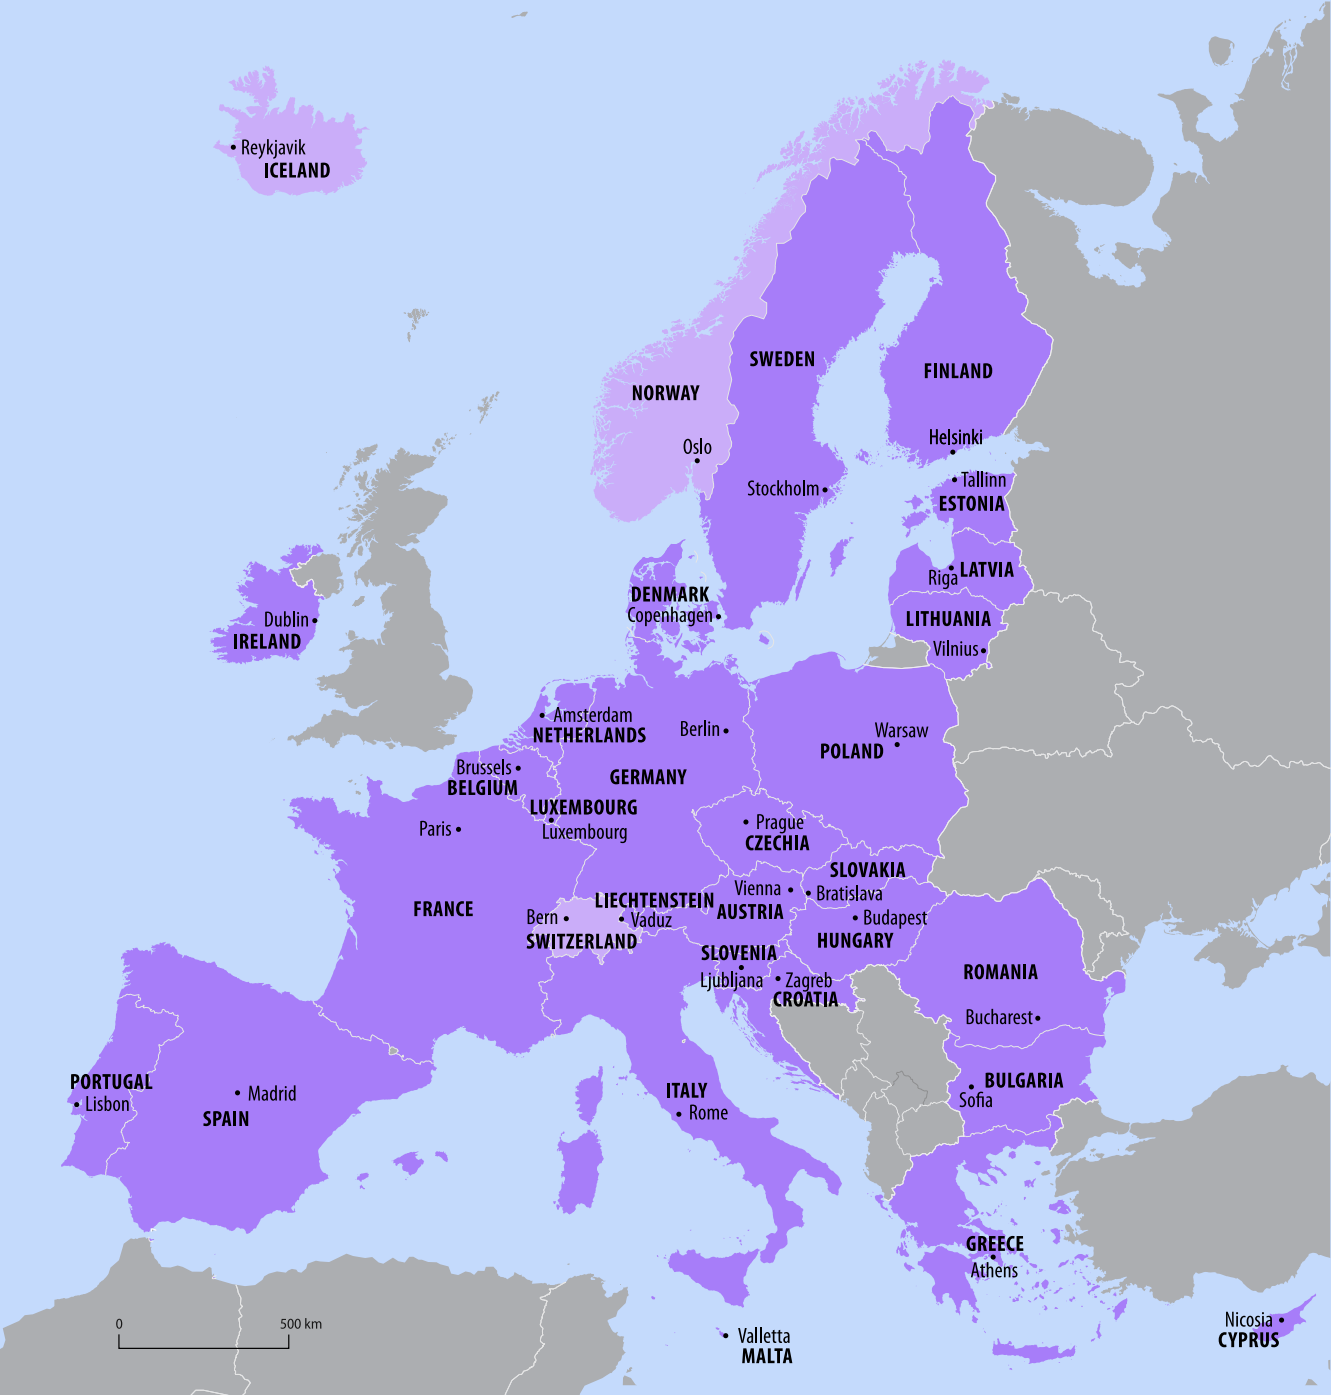 Reykjavik
ICELAND
SWEDEN
FINLAND
NORWAY
Helsinki
Oslo
Tallinn
Stockholm
ESTONIA
Riga
LATVIA
DENMARK
Copenhagen
LITHUANIA
Dublin
IRELAND
Vilnius
Amsterdam
NETHERLANDS
Berlin
Warsaw
POLAND
Brussels
BELGIUM
GERMANY
LUXEMBOURG
Luxembourg
Paris
Prague
CZECHIA
SLOVAKIA
Vienna
Bratislava
LIECHTENSTEIN
Vaduz
AUSTRIA
FRANCE
Bern
SWITZERLAND
Budapest
HUNGARY
SLOVENIA
Ljubljana
Zagreb
CROATIA
ROMANIA
Bucharest
PORTUGAL
Lisbon
Madrid
SPAIN
ITALY
Rome
BULGARIA
Sofia
GREECE
Athens
Nicosia
CYPRUS
Valletta
MALTA
0 500 km